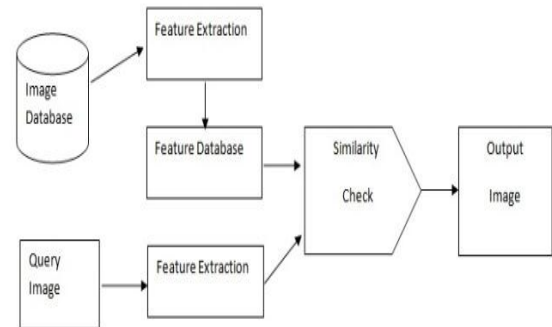 Feature Extraction
Image
Database
Feature Database
Similarity
Check
Output
Image
Query
Image
Feature Extraction